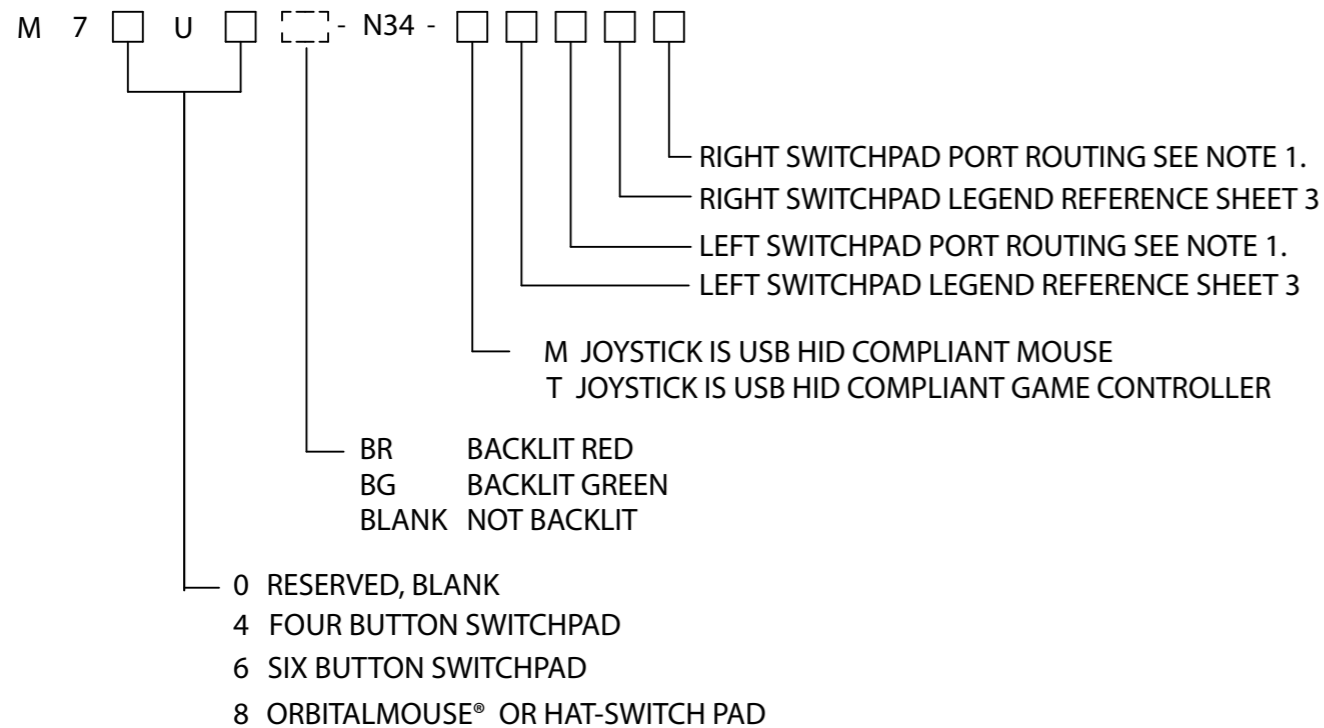 M 7 U - N34 -
RIGHT SWITCHPAD PORT ROUTING SEE NOTE 1.
RIGHT SWITCHPAD LEGEND REFERENCE SHEET 3
LEFT SWITCHPAD PORT ROUTING SEE NOTE 1.
LEFT SWITCHPAD LEGEND REFERENCE SHEET 3
M JOYSTICK IS USB HID COMPLIANT MOUSE
T JOYSTICK IS USB HID COMPLIANT GAME CONTROLLER
BR BACKLIT RED
BG BACKLIT GREEN
BLANK NOT BACKLIT
0 RESERVED, BLANK
4 FOUR BUTTON SWITCHPAD
6 SIX BUTTON SWITCHPAD
8 ORBITALMOUSE® OR HAT-SWITCH PAD